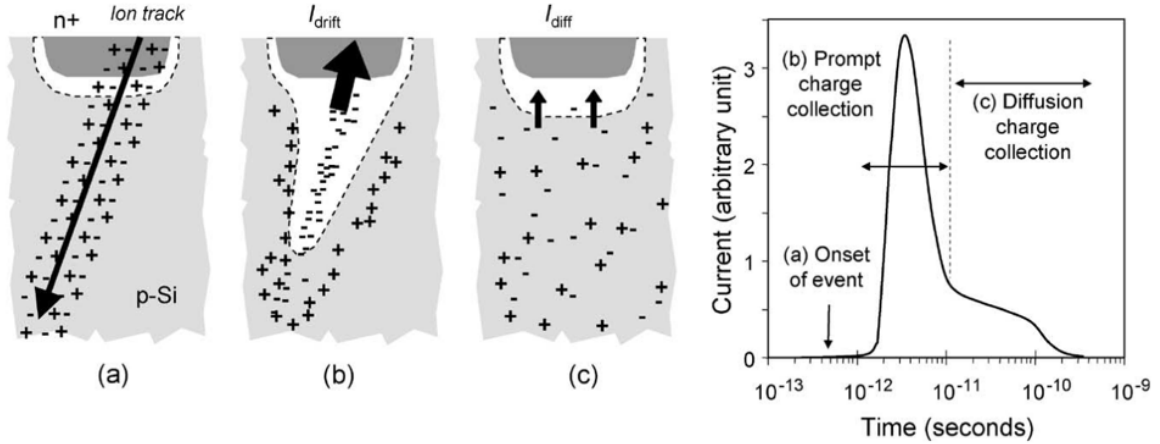 n+
Ion track
p-Si
(a)
I_drift
(b)
I_diff
(c)
Current (arbitrary unit)
3
2
1
0
(b) Prompt
charge
collection
(c) Diffusion
charge
collection
(a) Onset
of event
10-13
10-12
10-11
10-10
10-9
Time (seconds)